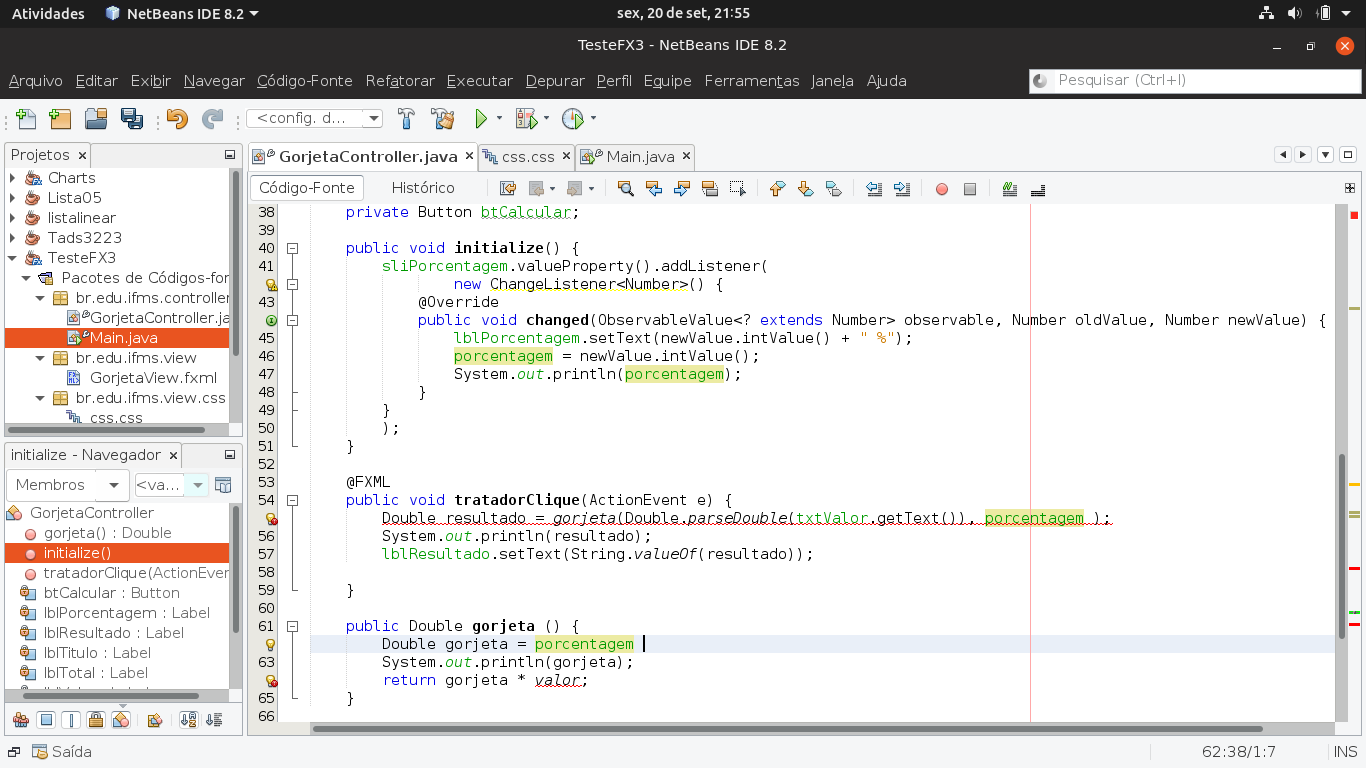 Atividades NetBeans IDE 8.2 sex, 20 de set, 21:55
TesteFX3 - NetBeans IDE 8.2
Arquivo Editar Exibir Navegar Código-Fonte Refatorar Executar Depurar Perfil Equipe Ferramentas Janela Ajuda Pesquisar (Ctrl+I)
<config. d...
Projetos
Charts
Lista05
listalinear
Tads3223
TesteFX3
Pacotes de Códigos-for
br.edu.ifms.controller
GorjetaController.ja
Main.java
br.edu.ifms.view
GorjetaView.fxml
br.edu.ifms.view.css
css.css
initialize - Navegador
Membros <va...
GorjetaController
gorjeta() : Double
initialize()
tratadorClique(ActionEver
btCalcular : Button
lblPorcentagem : Label
lblResultado : Label
lblTitulo : Label
lblTotal : Label
GorjetaController.java css.css Main.java
Código-Fonte Histórico
38 private Button btCalcular;
39
40 public void initialize() {
41 sliPorcentagem.valueProperty().addListener(
new ChangeListener<Number>() {
43 @Override
public void changed(ObservableValue<? extends Number> observable, Number oldValue, Number newValue) {
45 lblPorcentagem.setText(newValue.intValue() + " %");
46 porcentagem = newValue.intValue();
47 System.out.println(porcentagem);
48 }
49 }
50 );
51 }
52
53 @FXML
54 public void tratadorClique(ActionEvent e) {
Double resultado = gorjeta(Double.parseDouble(txtValor.getText()), porcentagem );
56 System.out.println(resultado);
57 lblResultado.setText(String.valueOf(resultado));
58
59 }
60
61 public Double gorjeta () {
Double gorjeta = porcentagem
63 System.out.println(gorjeta);
return gorjeta * valor;
65 }
66
Saída 62:38/1:7 INS